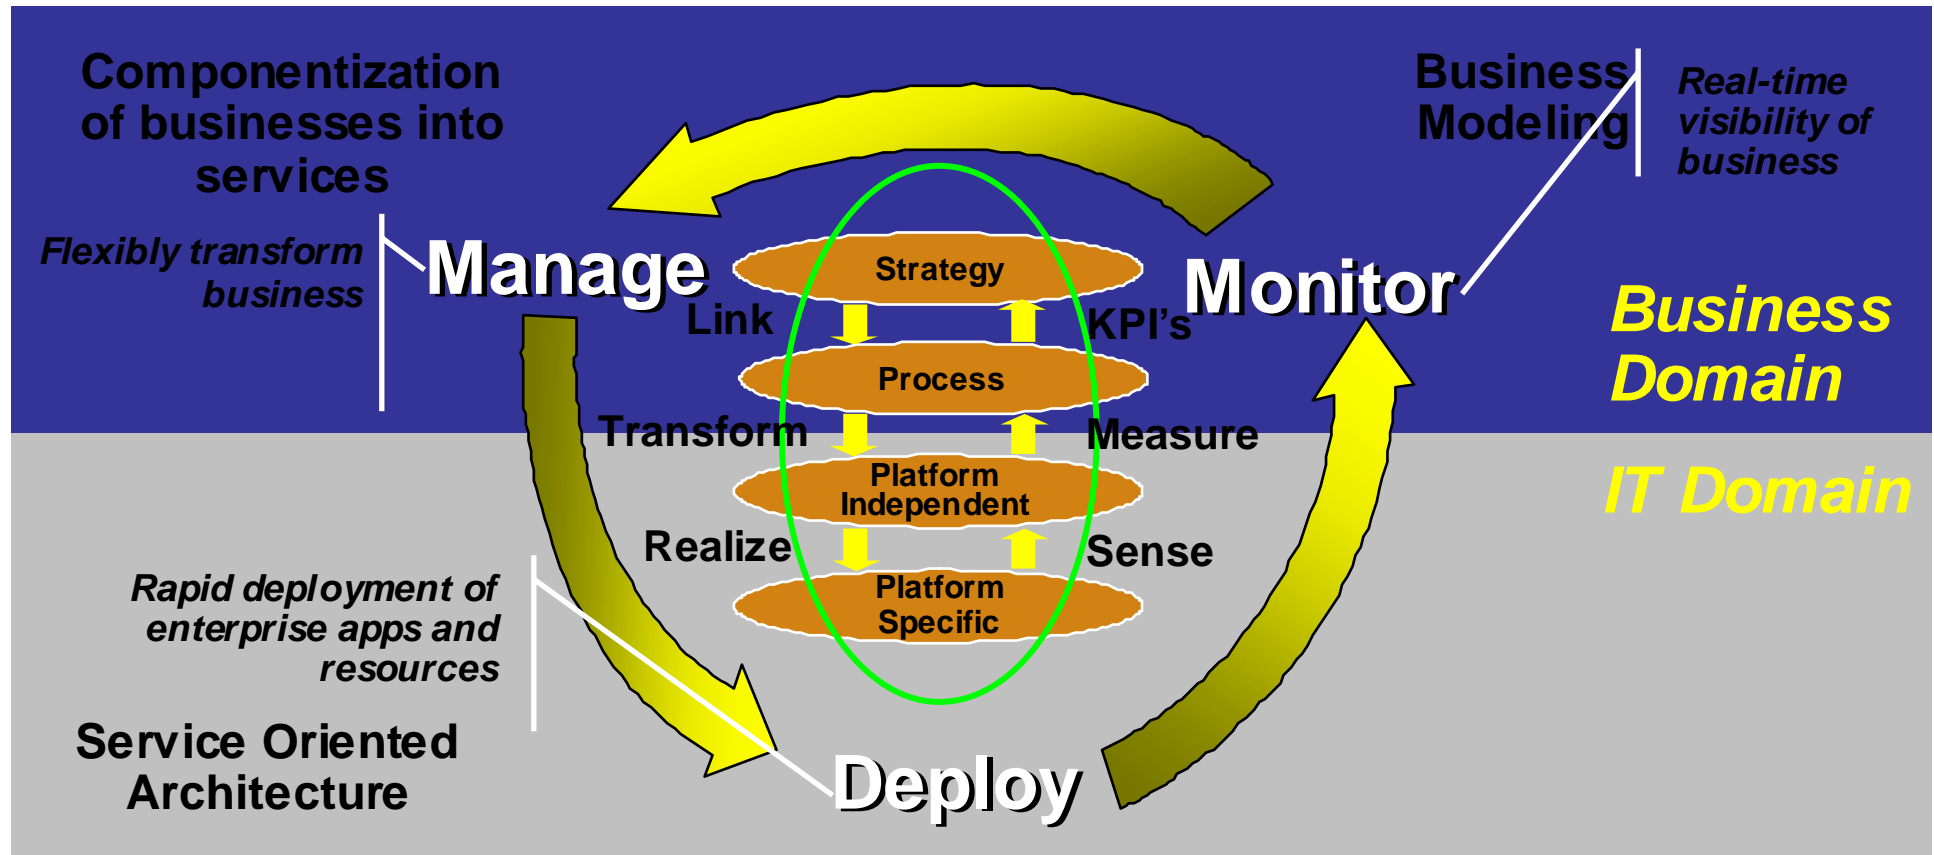 Componentization
of businesses into
services
Flexibly transform
business
Manage
Business
Modeling
Real-time
visibility of
business
Monitor
Strategy
Link
KPI's
Process
Transform
Measure
Platform
Independent
Realize
Sense
Platform
Specific
Business
Domain
IT Domain
Rapid deployment of
enterprise apps and
resources
Service Oriented
Architecture
Deploy